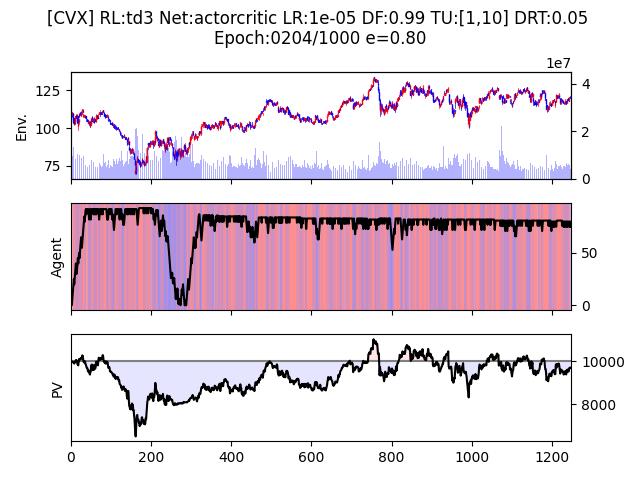 [CVX] RL:td3 Net:actorcritic LR:1e-05 DF:0.99 TU:[1,10] DRT:0.05
Epoch:0204/1000 e=0.80
1e7
125
100
75
Env.
4
2
0
Agent
50
0
PV
10000
8000
0
200
400
600
800
1000
1200